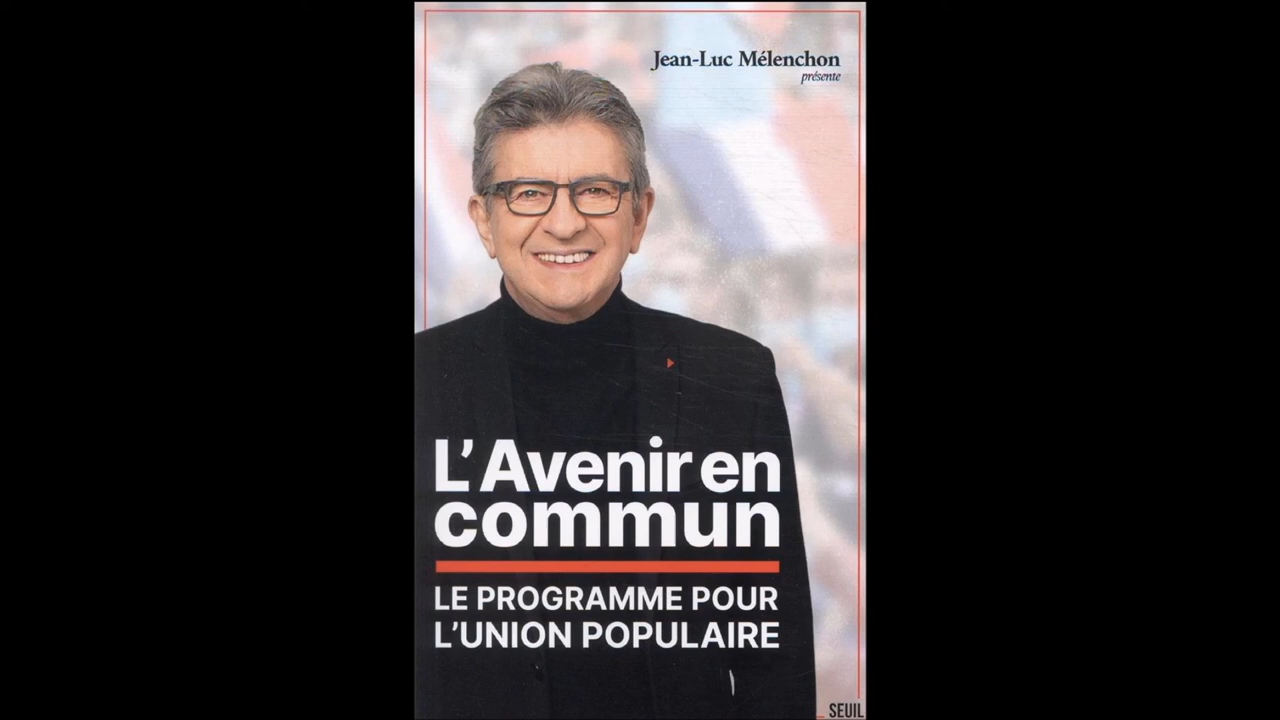 Jean-Luc Mélenchon
présente
L'Avenir en
commun
LE PROGRAMME POUR
L'UNION POPULAIRE
SEUIL